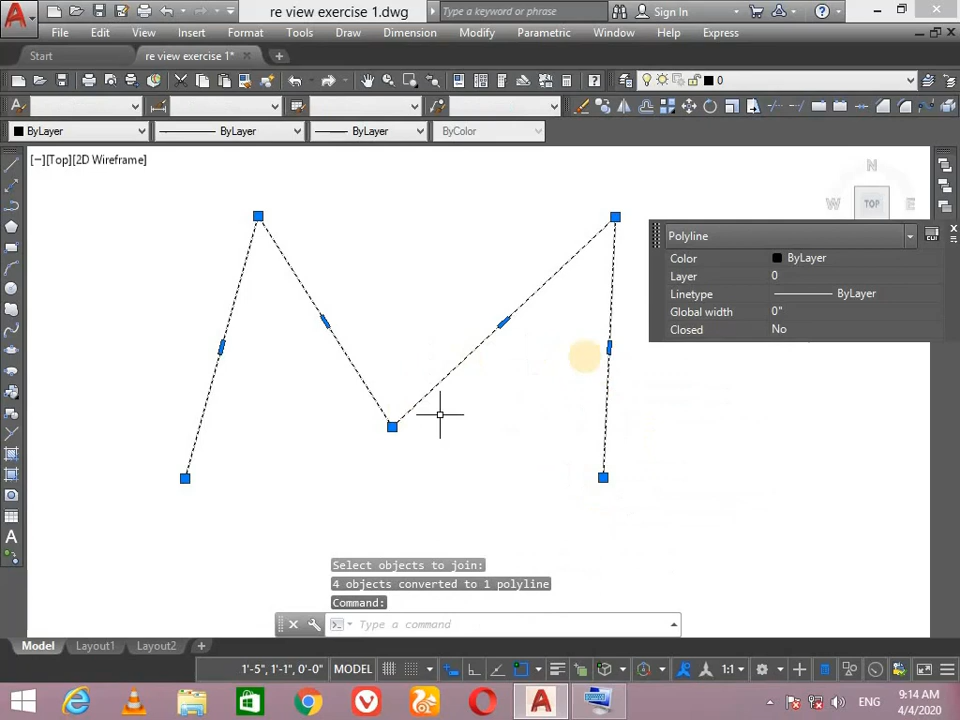 re view exercise 1.dwg
Type a keyword or phrase
Sign In
File Edit View Insert Format Tools Draw Dimension Modify Parametric Window Help Express
Start
re view exercise 1*
0
ByLayer
ByLayer
ByLayer
ByColor
[−][Top][2D Wireframe]
N
W TOP E
Polyline
Color ByLayer
Layer 0
Linetype ByLayer
Global width 0"
Closed No
Select objects to join:
4 objects converted to 1 polyline
Command:
Type a command
Model Layout1 Layout2
1'-5", 1'-1", 0'-0" MODEL
1:1
ENG
9:14 AM
4/4/2020